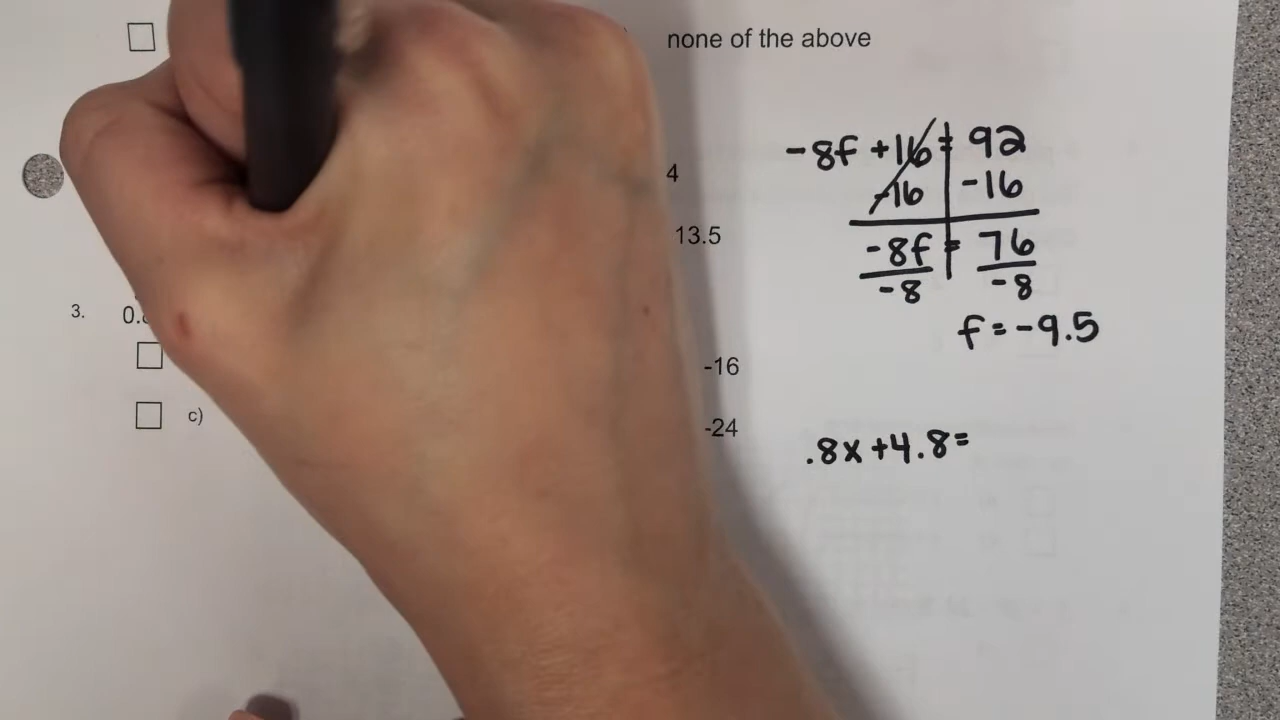 none of the above
-8f + 16 = 92
-16 -16
4
13.5
-8f = 76
-8 -8
3. 0.
f = -9.5
-16
c)
-24
.8x + 4.8 =